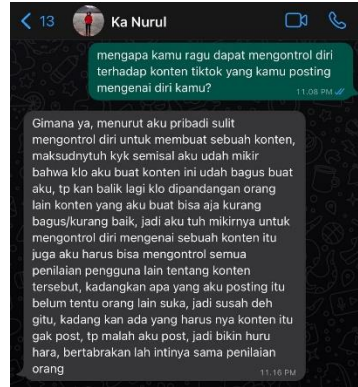 13
Ka Nurul
mengapa kamu ragu dapat mengontrol diri
terhadap konten tiktok yang kamu posting
mengenai diri kamu?
11.08 PM
Gimana ya, menurut aku pribadi sulit
mengontrol diri untuk membuat sebuah konten,
maksudnytuh kyk semisal aku udah mikir
bahwa klo aku buat konten ini udah bagus buat
aku, tp kan balik lagi klo dipandangan orang
lain konten yang aku buat bisa aja kurang
bagus/kurang baik, jadi aku tuh mikirnya untuk
mengontrol diri mengenai sebuah konten itu
juga aku harus bisa mengontrol semua
penilaian pengguna lain tentang konten
tersebut, kadangkan apa yang aku posting itu
belum tentu orang lain suka, jadi susah deh
gitu, kadang kan ada yang harus nya konten itu
gak post, tp malah aku post, jadi bikin huru
hara, bertabrakan lah intinya sama penilaian
orang
11.16 PM